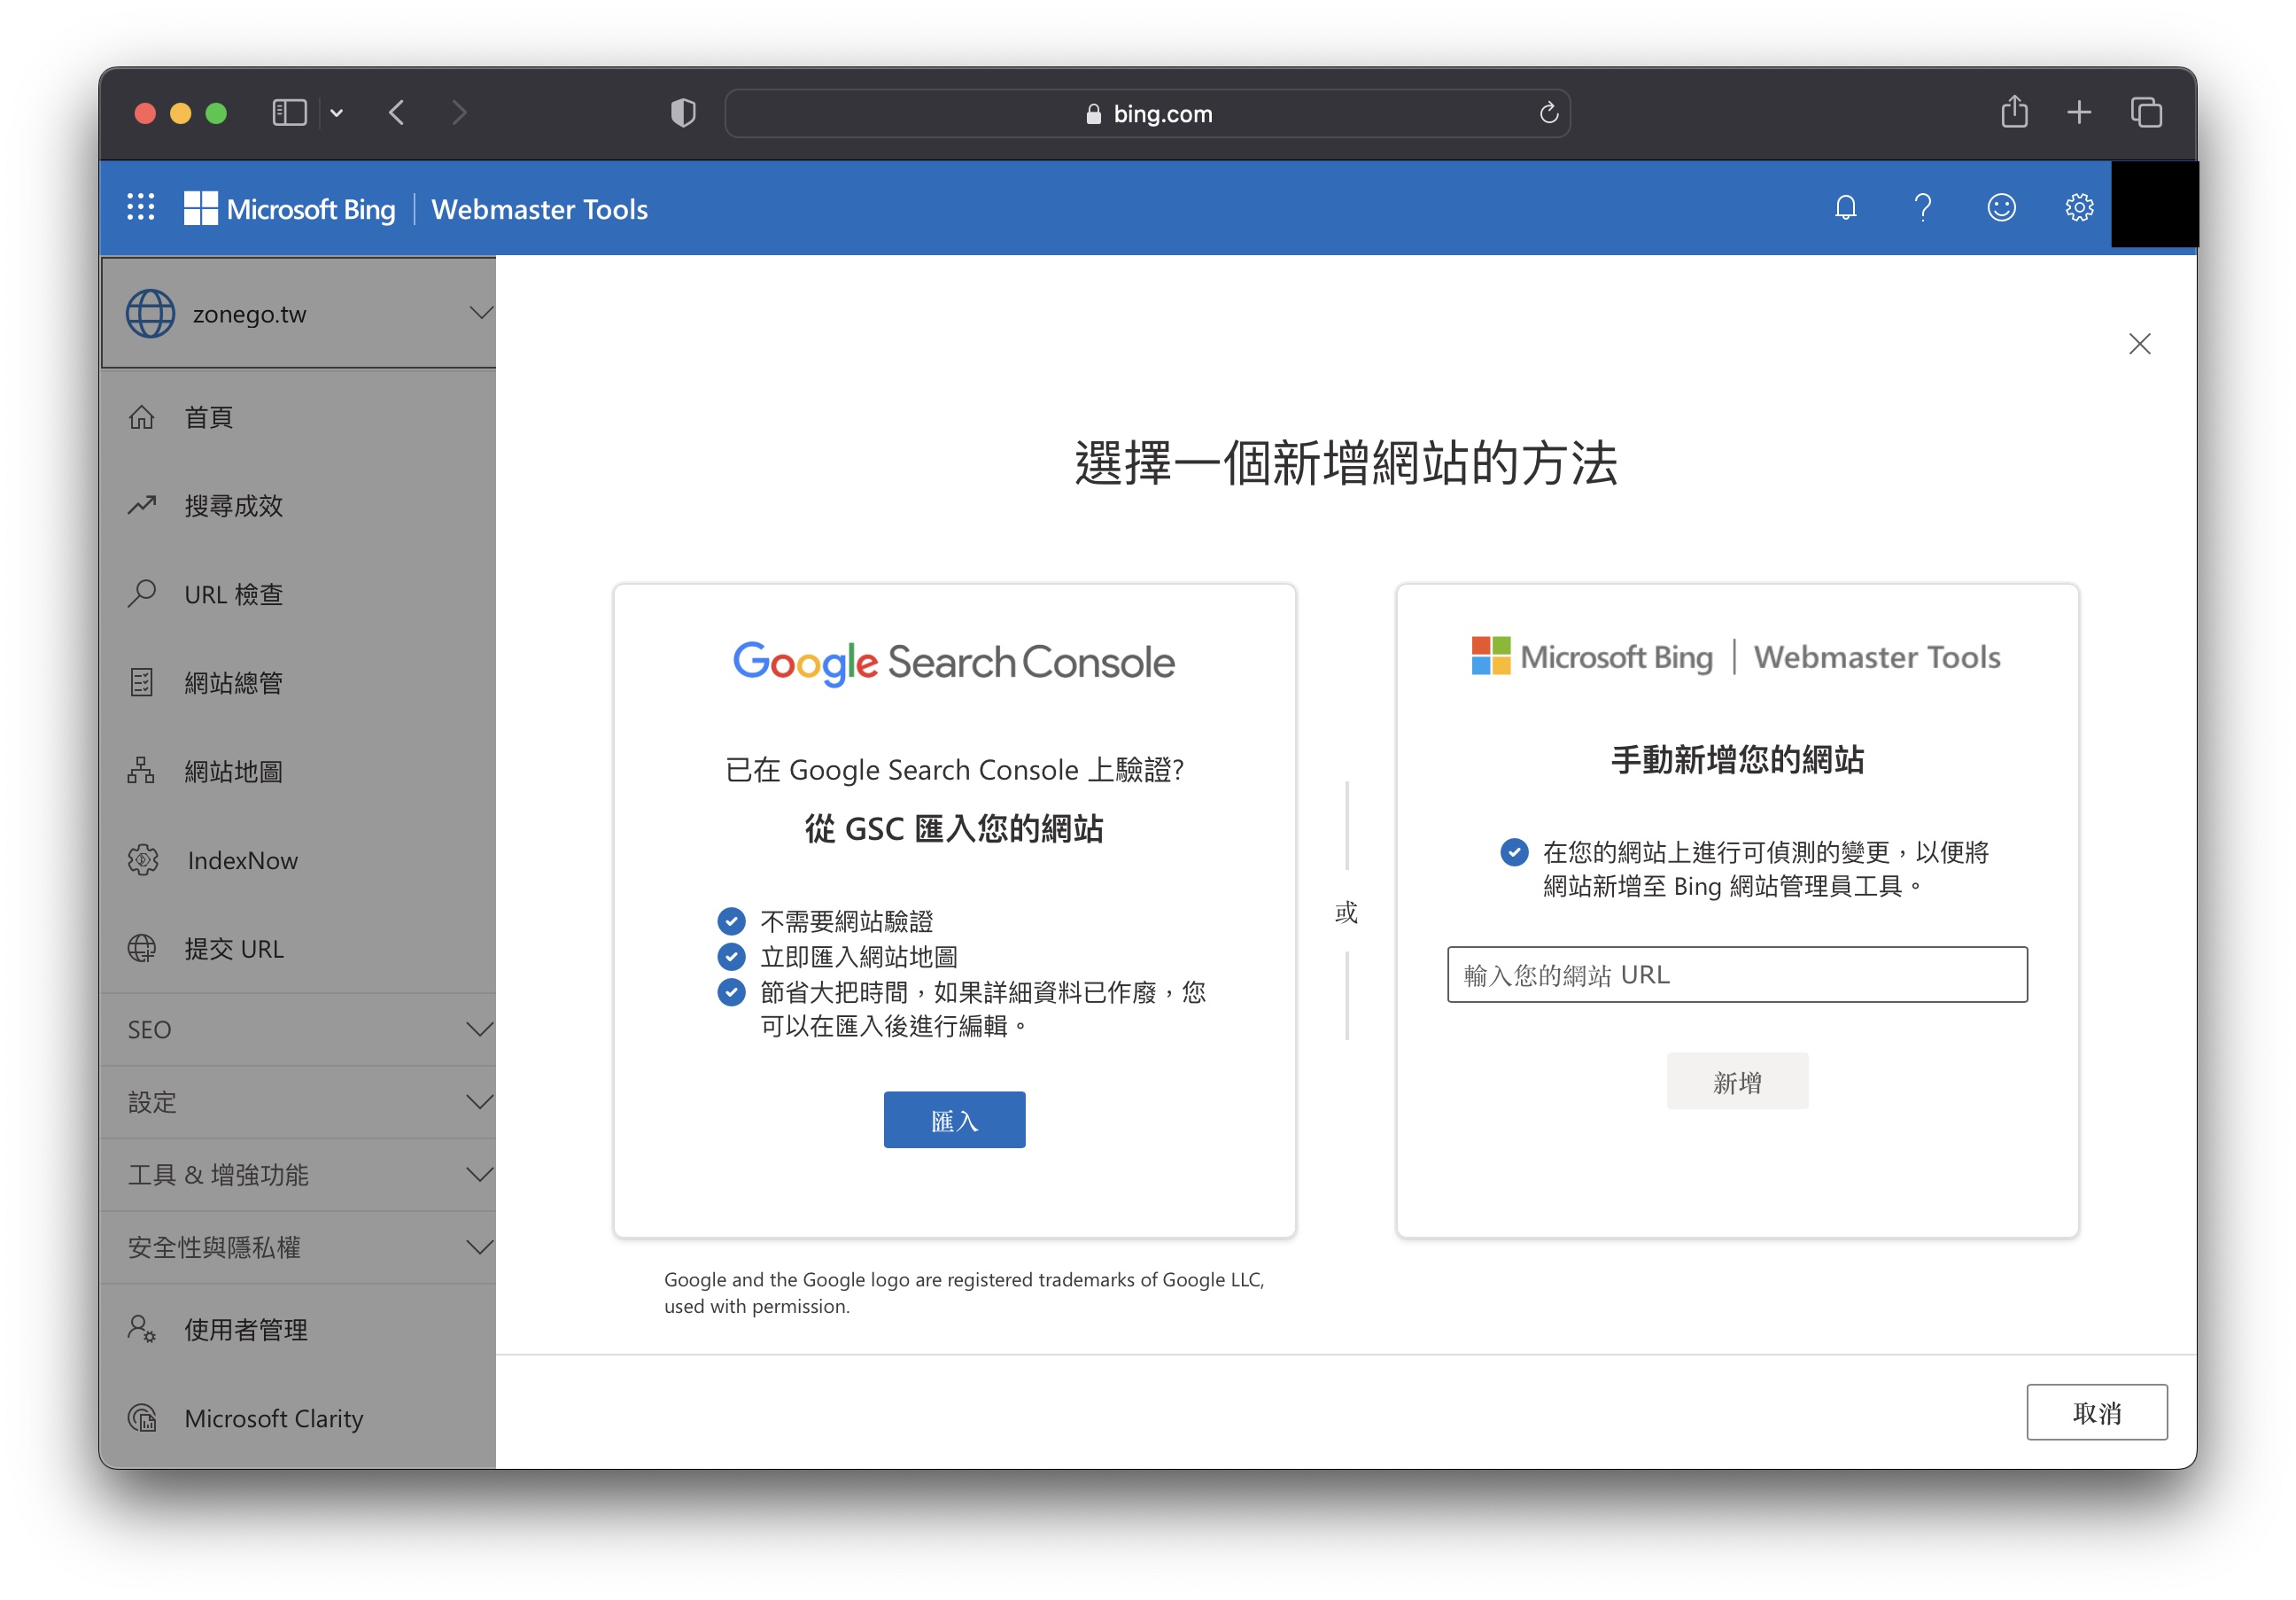 bing.com
Microsoft Bing | Webmaster Tools
zonego.tw
首頁
搜尋成效
URL 檢查
網站總管
網站地圖
IndexNow
提交 URL
SEO
設定
工具 & 增強功能
安全性與隱私權
使用者管理
Microsoft Clarity
選擇一個新增網站的方法
Google Search Console
已在 Google Search Console 上驗證?
從 GSC 匯入您的網站
不需要網站驗證
立即匯入網站地圖
節省大把時間，如果詳細資料已作廢，您
可以在匯入後進行編輯。
匯入
Google and the Google logo are registered trademarks of Google LLC,
used with permission.
或
Microsoft Bing | Webmaster Tools
手動新增您的網站
在您的網站上進行可偵測的變更，以便將
網站新增至 Bing 網站管理員工具。
輸入您的網站 URL
新增
取消